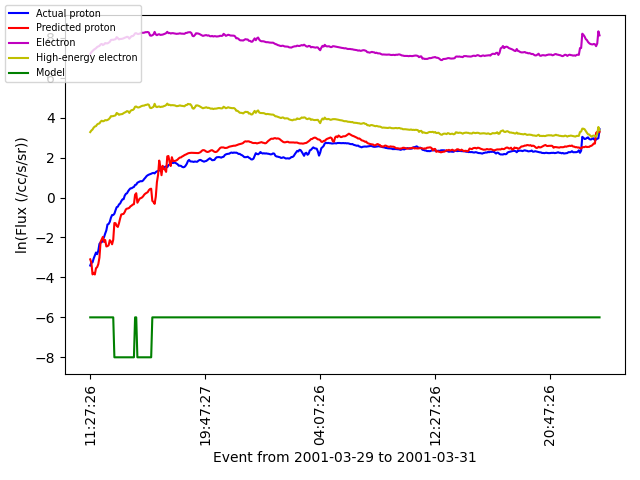 Actual proton
Predicted proton
Electron
High-energy electron
Model
8
6
4
2
0
−2
−4
−6
−8
ln(Flux (/cc/s/sr))
11:27:26
19:47:27
04:07:26
12:27:26
20:47:26
Event from 2001-03-29 to 2001-03-31